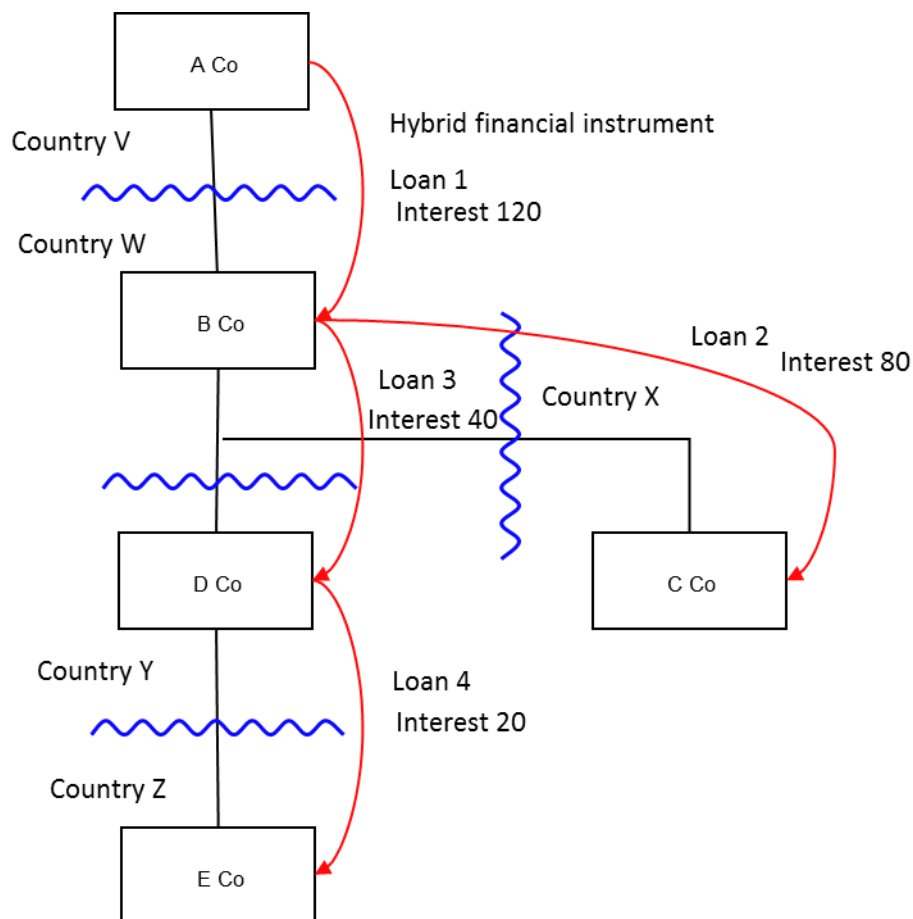 A Co
Country V
Hybrid financial instrument
Loan 1
Interest 120
Country W
B Co
Loan 2
Interest 80
Loan 3
Interest 40
Country X
D Co
C Co
Country Y
Loan 4
Interest 20
Country Z
E Co